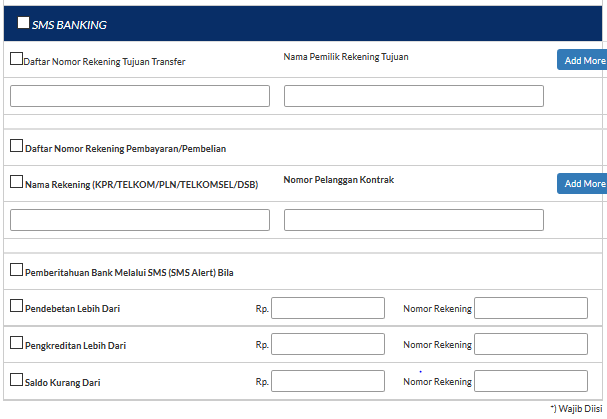 SMS BANKING
Daftar Nomor Rekening Tujuan Transfer Nama Pemilik Rekening Tujuan Add More
Daftar Nomor Rekening Pembayaran/Pembelian
Nama Rekening (KPR/TELKOM/PLN/TELKOMSEL/DSB) Nomor Pelanggan Kontrak Add More
Pemberitahuan Bank Melalui SMS (SMS Alert) Bila
Pendebetan Lebih Dari Rp. Nomor Rekening
Pengkreditan Lebih Dari Rp. Nomor Rekening
Saldo Kurang Dari Rp. Nomor Rekening
*) Wajib Diisi